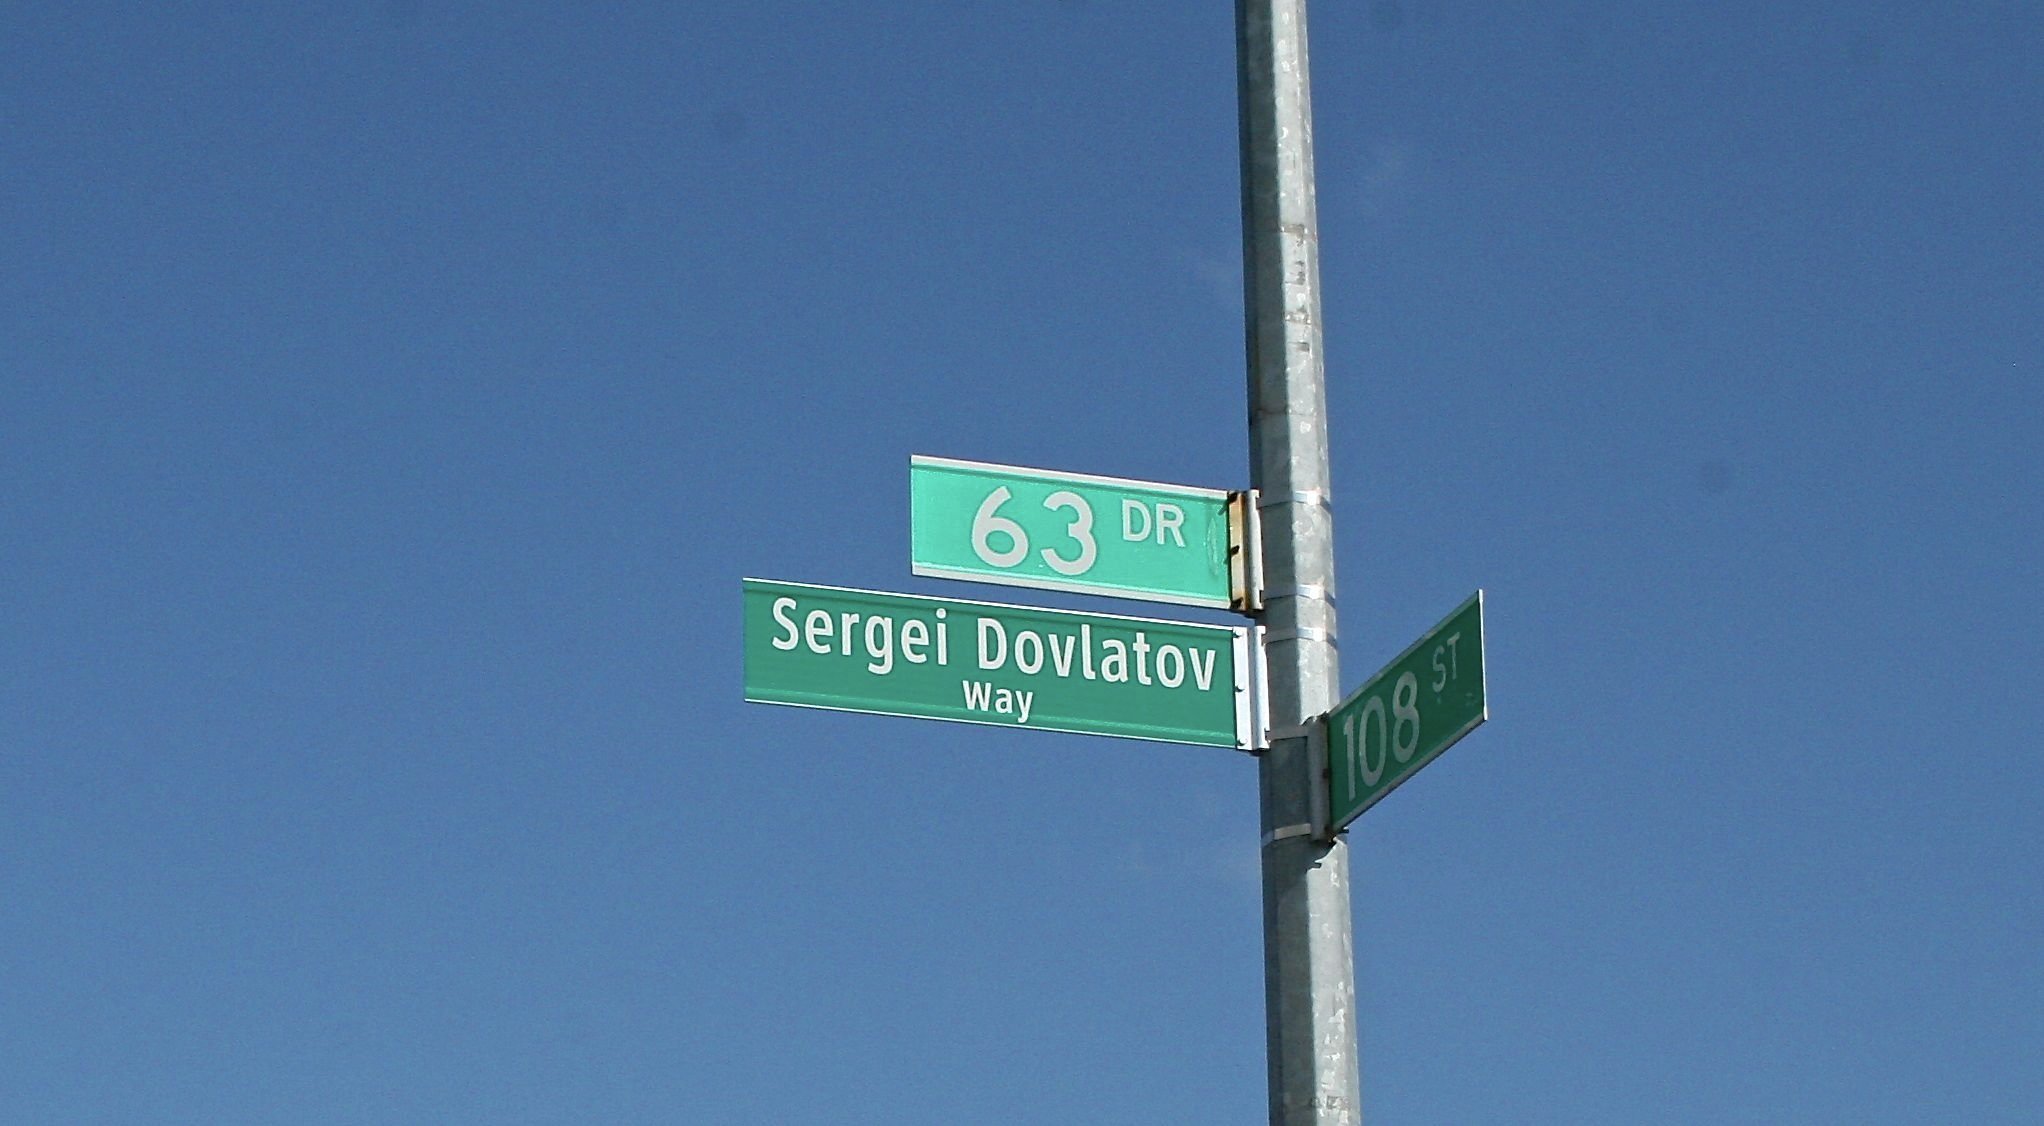 63 DR
Sergei Dovlatov
Way
108 ST